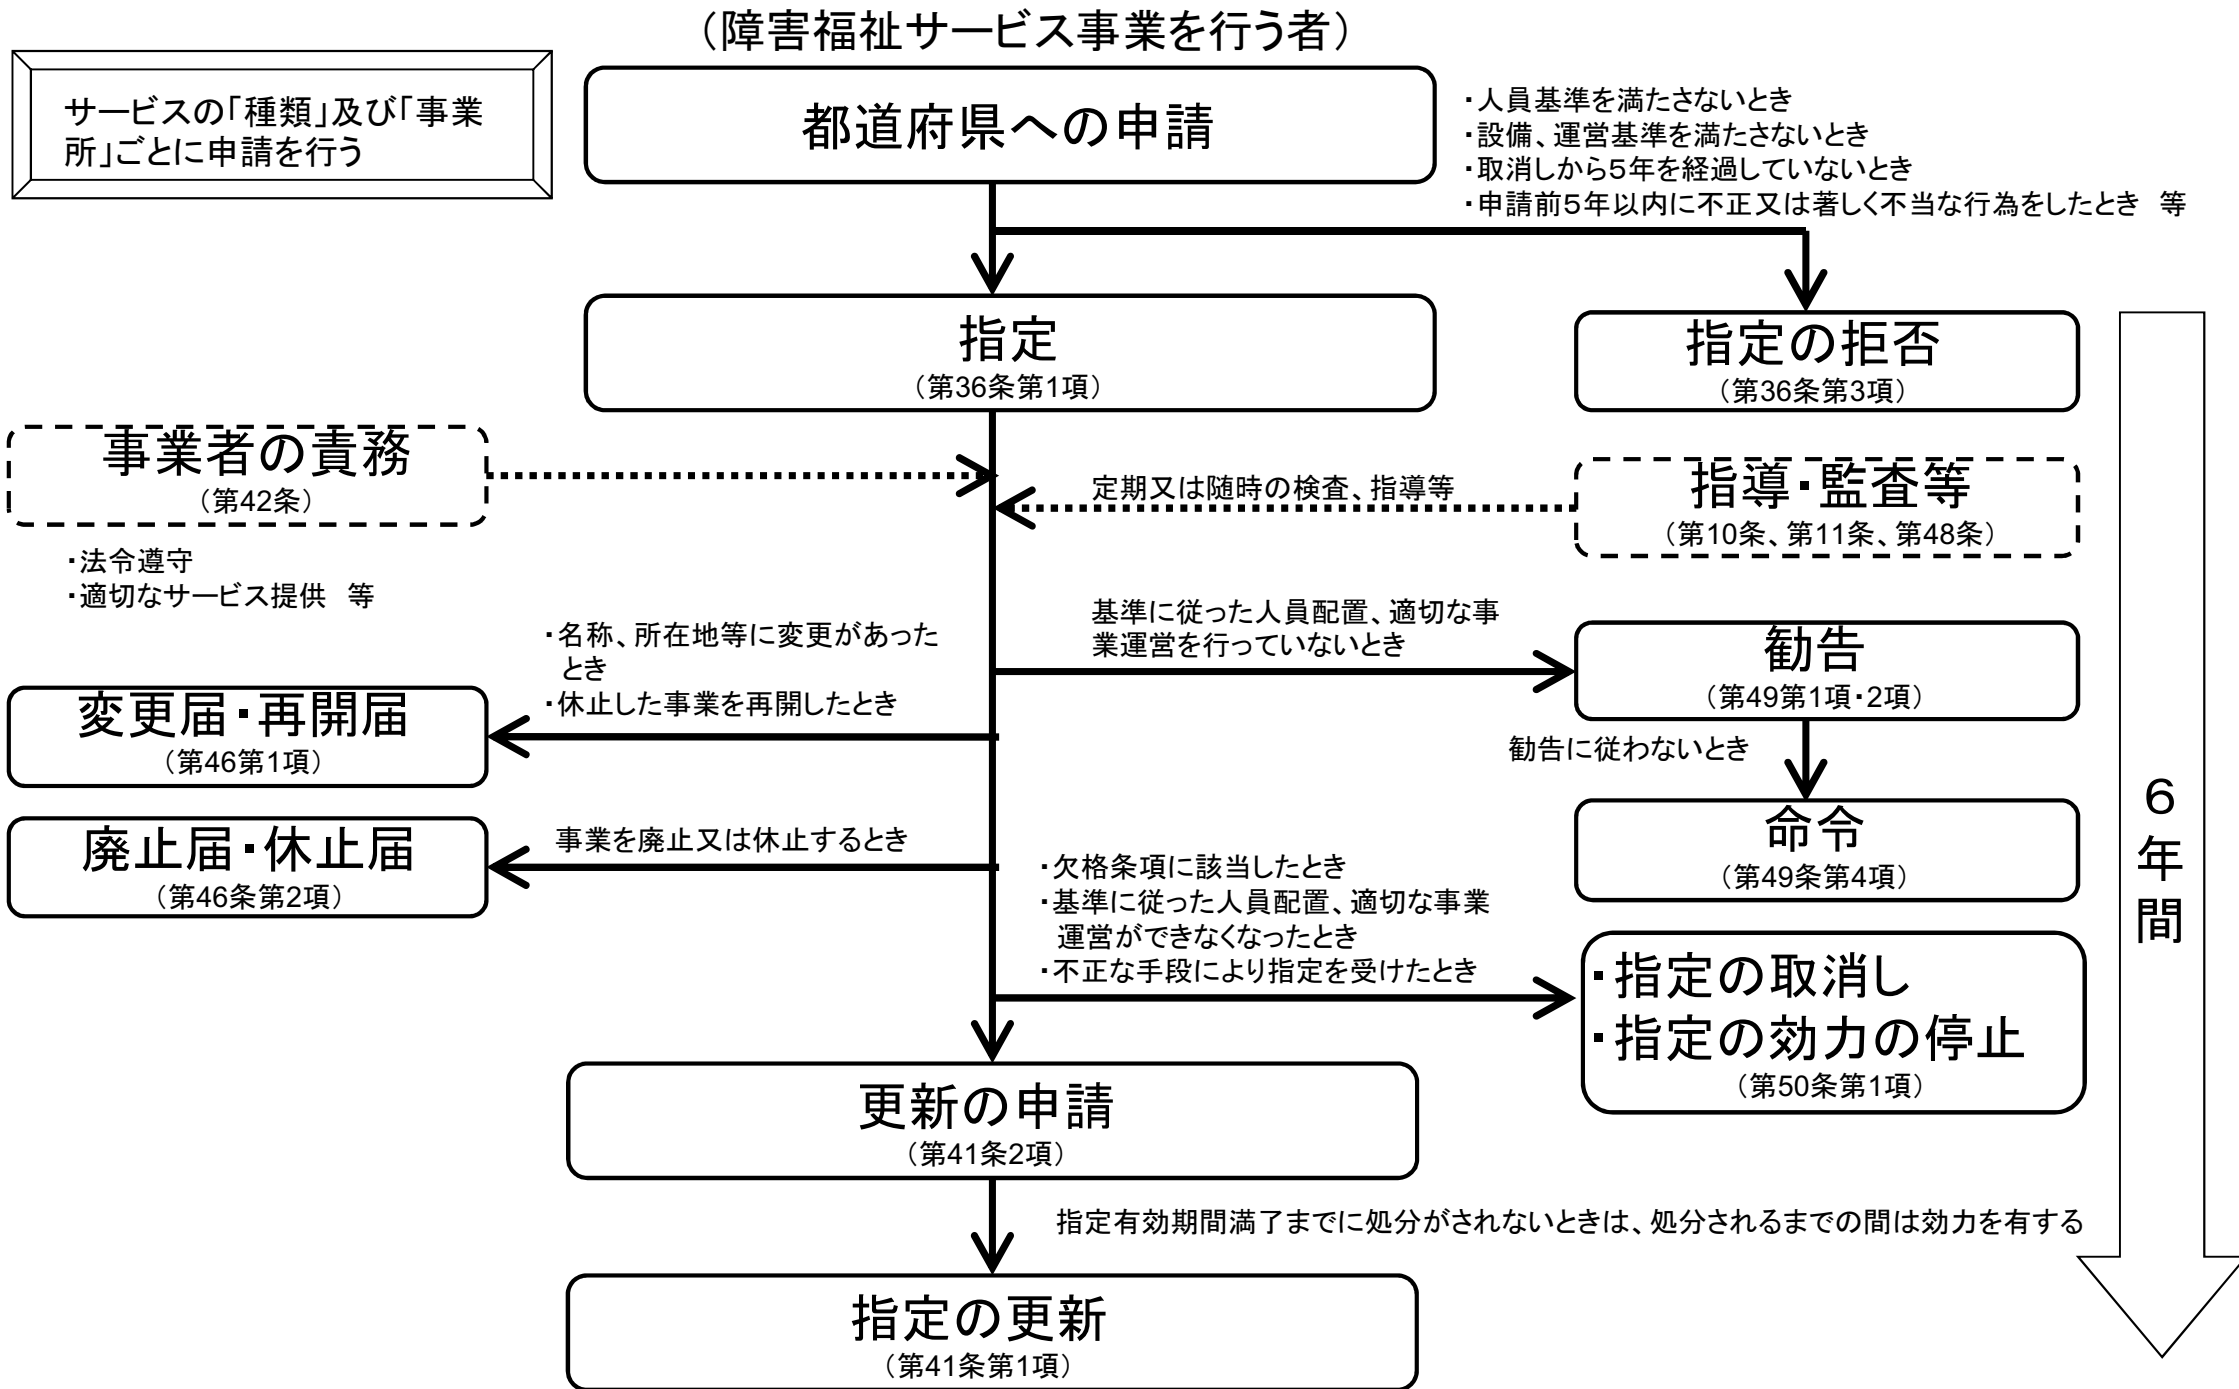 （障害福祉サービス事業を行う者）
サービスの「種類」及び「事業
所」ごとに申請を行う
都道府県への申請
・人員基準を満たさないとき
・設備、運営基準を満たさないとき
・取消しから５年を経過していないとき
・申請前５年以内に不正又は著しく不当な行為をしたとき　等
指定
（第36条第1項）
指定の拒否
（第36条第3項）
事業者の責務
（第42条）
・法令遵守
・適切なサービス提供　等
定期又は随時の検査、指導等
指導・監査等
（第10条、第11条、第48条）
・名称、所在地等に変更があった
とき
・休止した事業を再開したとき
変更届・再開届
（第46第1項）
基準に従った人員配置、適切な事
業運営を行っていないとき
勧告
（第49第1項・2項）
勧告に従わないとき
命令
（第49条第4項）
事業を廃止又は休止するとき
廃止届・休止届
（第46条第2項）
・欠格条項に該当したとき
・基準に従った人員配置、適切な事業
運営ができなくなったとき
・不正な手段により指定を受けたとき
・指定の取消し
・指定の効力の停止
（第50条第1項）
６年間
更新の申請
（第41条2項）
指定有効期間満了までに処分がされないときは、処分されるまでの間は効力を有する
指定の更新
（第41条第1項）